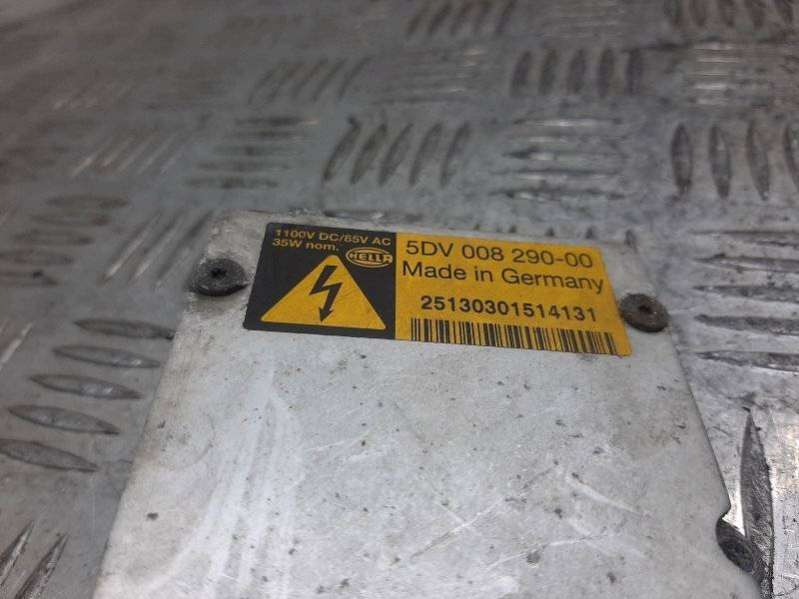 1100V DC/85V AC
35W nom.
HELLA
5DV 008 290-00
Made in Germany
25130301514131